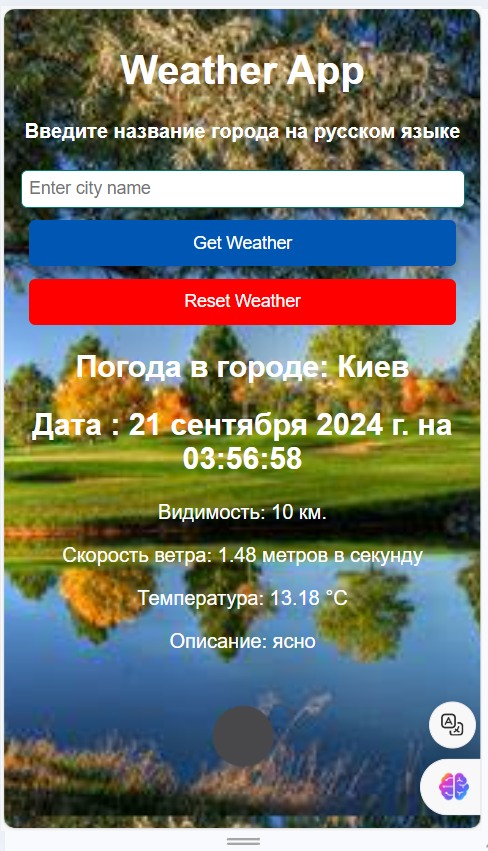 Weather App
Введите название города на русском языке
Enter city name
Get Weather
Reset Weather
Погода в городе: Киев
Дата : 21 сентября 2024 г. на
03:56:58
Видимость: 10 км.
Скорость ветра: 1.48 метров в секунду
Температура: 13.18 °C
Описание: ясно